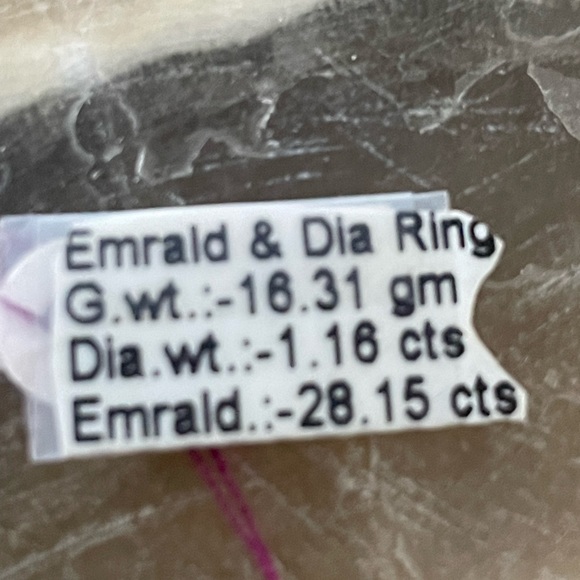 Emrald & Dia Ring
G.wt.:-16.31 gm
Dia.wt.:-1.16 cts
Emrald.:-28.15 cts